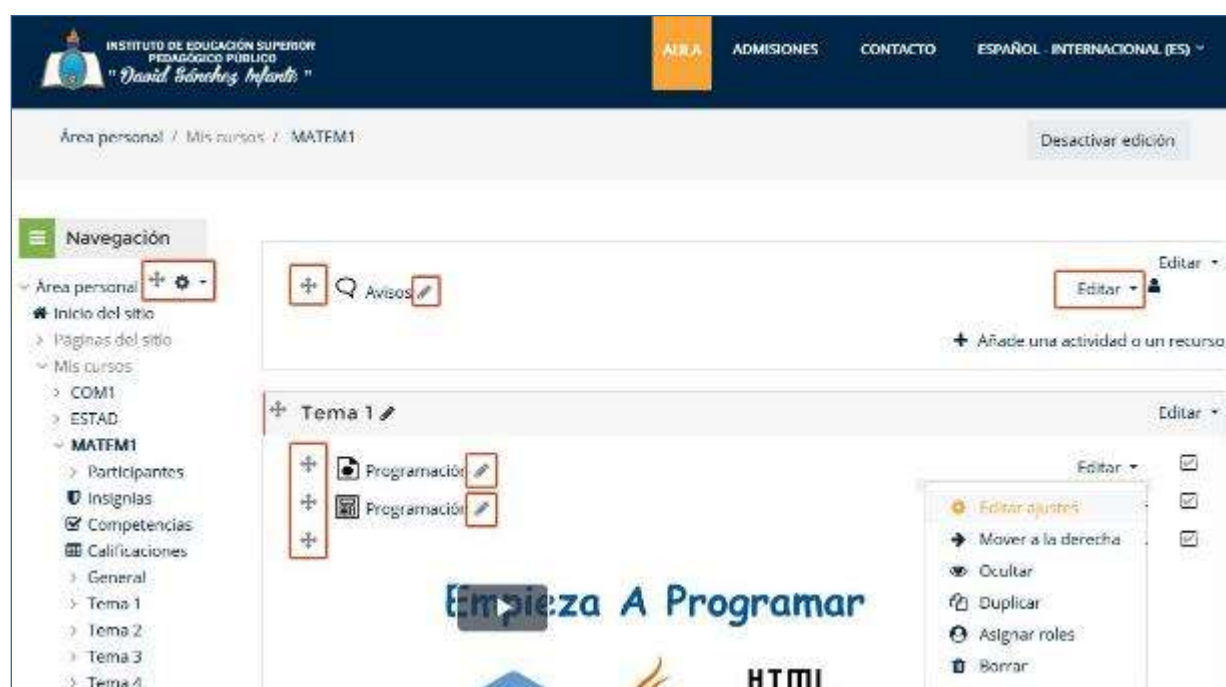 INSTITUTO DE EDUCACIÓN SUPERIOR
PEDAGÓGICO PÚBLICO
" David Sánchez Infante "
AULA
ADMISIONES
CONTACTO
ESPAÑOL - INTERNACIONAL (ES)
Área personal / Mis cursos / MATEM1
Desactivar edición
Navegación
Área personal
Inicio del sitio
Páginas del sitio
Mis cursos
COM1
ESTAD
MATEM1
Participantes
Insignias
Competencias
Calificaciones
General
Tema 1
Tema 2
Tema 3
Tema 4
Editar
Avisos
Editar
+ Añade una actividad o un recurso
Tema 1
Editar
Programación
Editar
Programación
Editar ajustes
Mover a la derecha
Ocultar
Duplicar
Asignar roles
Borrar
Empieza A Programar
HTML